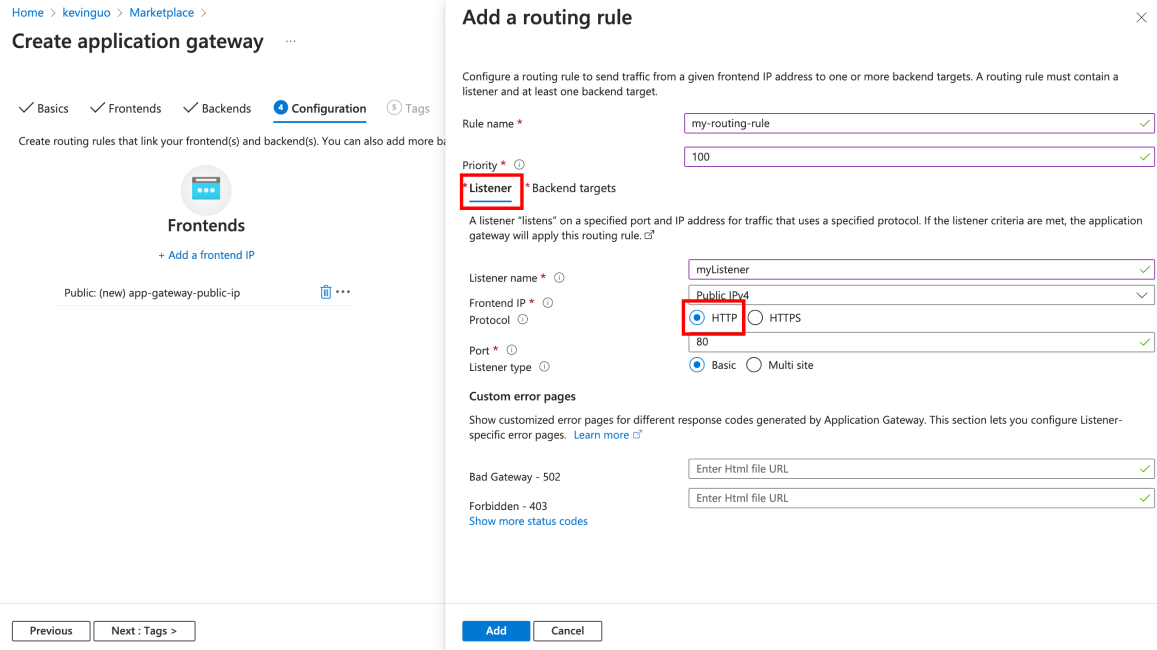 Home > kevinguo > Marketplace >
Create application gateway ...
Basics Frontends Backends 4 Configuration 5 Tags
Create routing rules that link your frontend(s) and backend(s). You can also add more ba
Frontends
+ Add a frontend IP
Public: (new) app-gateway-public-ip
Previous Next : Tags >
Add a routing rule
Configure a routing rule to send traffic from a given frontend IP address to one or more backend targets. A routing rule must contain a
listener and at least one backend target.
Rule name * my-routing-rule
Priority * 100
* Listener * Backend targets
A listener “listens” on a specified port and IP address for traffic that uses a specified protocol. If the listener criteria are met, the application
gateway will apply this routing rule.
Listener name * myListener
Frontend IP * Public IPv4
Protocol HTTP HTTPS
Port * 80
Listener type Basic Multi site
Custom error pages
Show customized error pages for different response codes generated by Application Gateway. This section lets you configure Listener-
specific error pages. Learn more
Bad Gateway - 502 Enter Html file URL
Forbidden - 403 Enter Html file URL
Show more status codes
Add Cancel